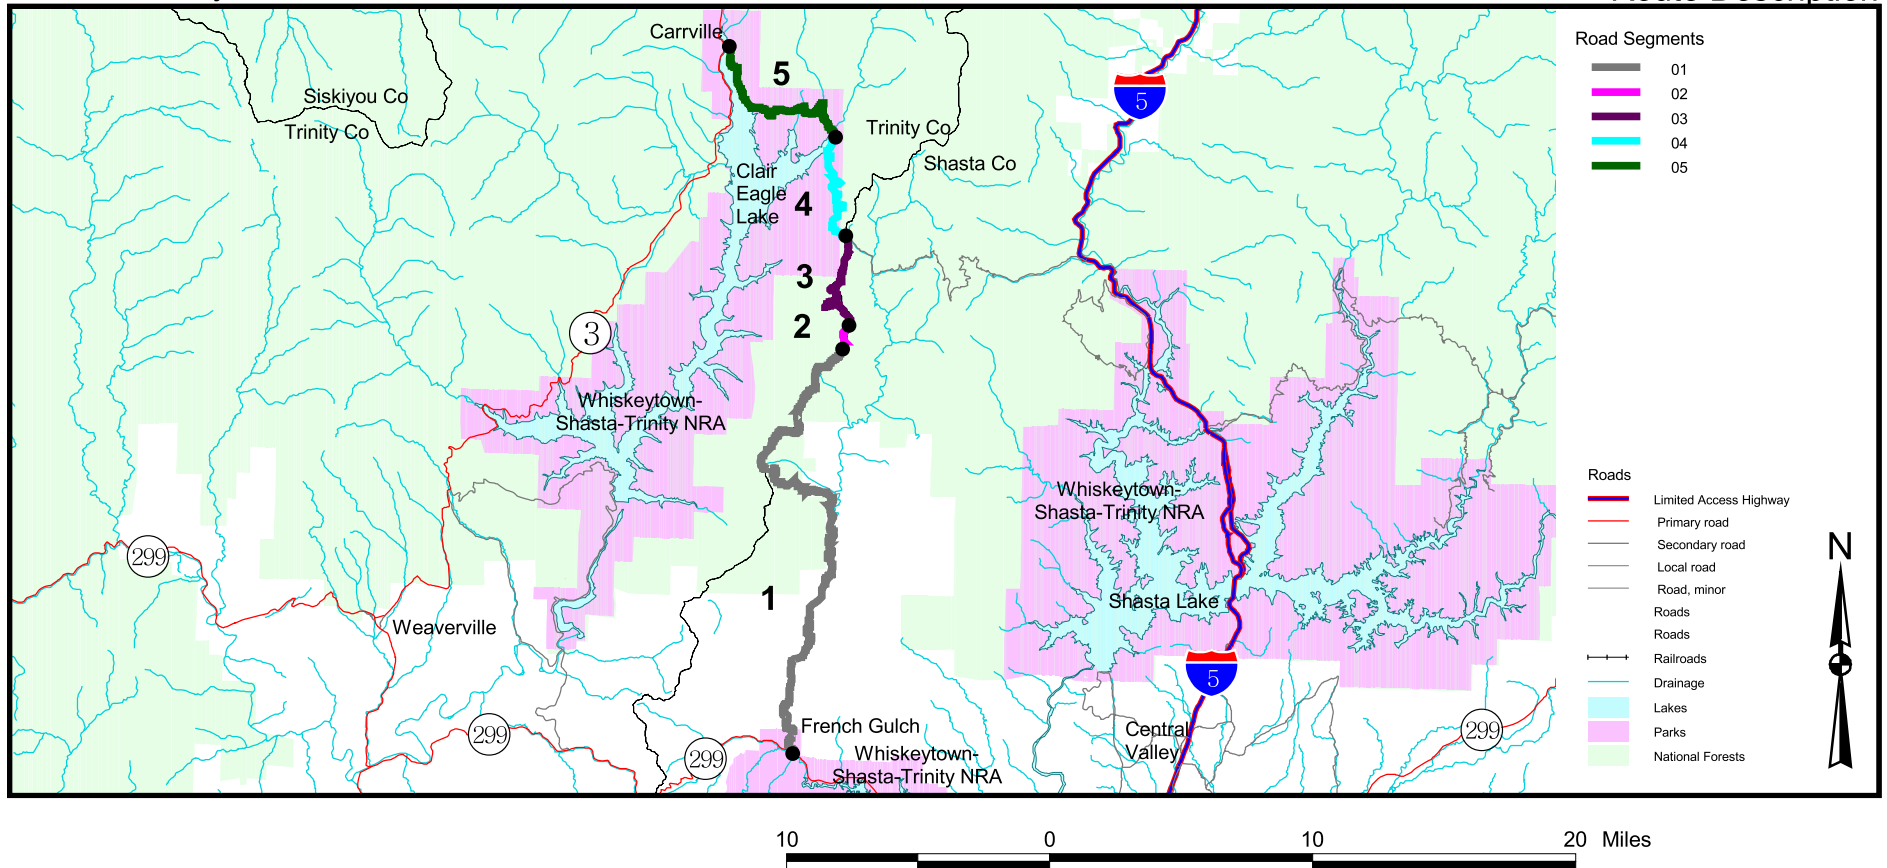 Route Description
Carrville
5
Siskiyou Co
Trinity Co
Trinity Co
Shasta Co
5
Clair
Eagle
Lake
4
3
2
3
Whiskeytown-
Shasta-Trinity NRA
Whiskeytown-
Shasta-Trinity NRA
299
1
Shasta Lake
Weaverville
5
299
299
French Gulch
Whiskeytown-
Shasta-Trinity NRA
Central
Valley
299
Road Segments
01
02
03
04
05
Roads
Limited Access Highway
Primary road
Secondary road
Local road
Road, minor
Roads
Roads
Railroads
Drainage
Lakes
Parks
National Forests
N
10 0 10 20 Miles